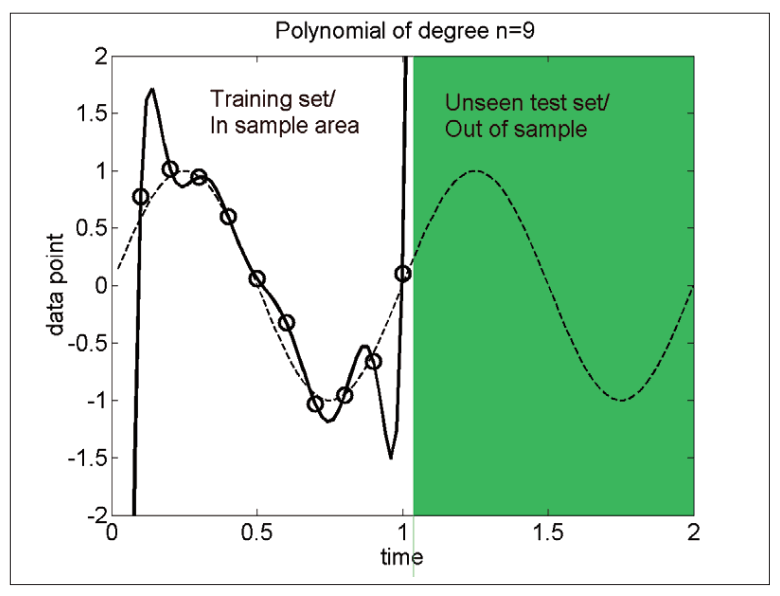 Polynomial of degree n=9
2
1.5
1
0.5
0
-0.5
-1
-1.5
-2
data point
Training set/
In sample area
Unseen test set/
Out of sample
0
0.5
1
1.5
2
time